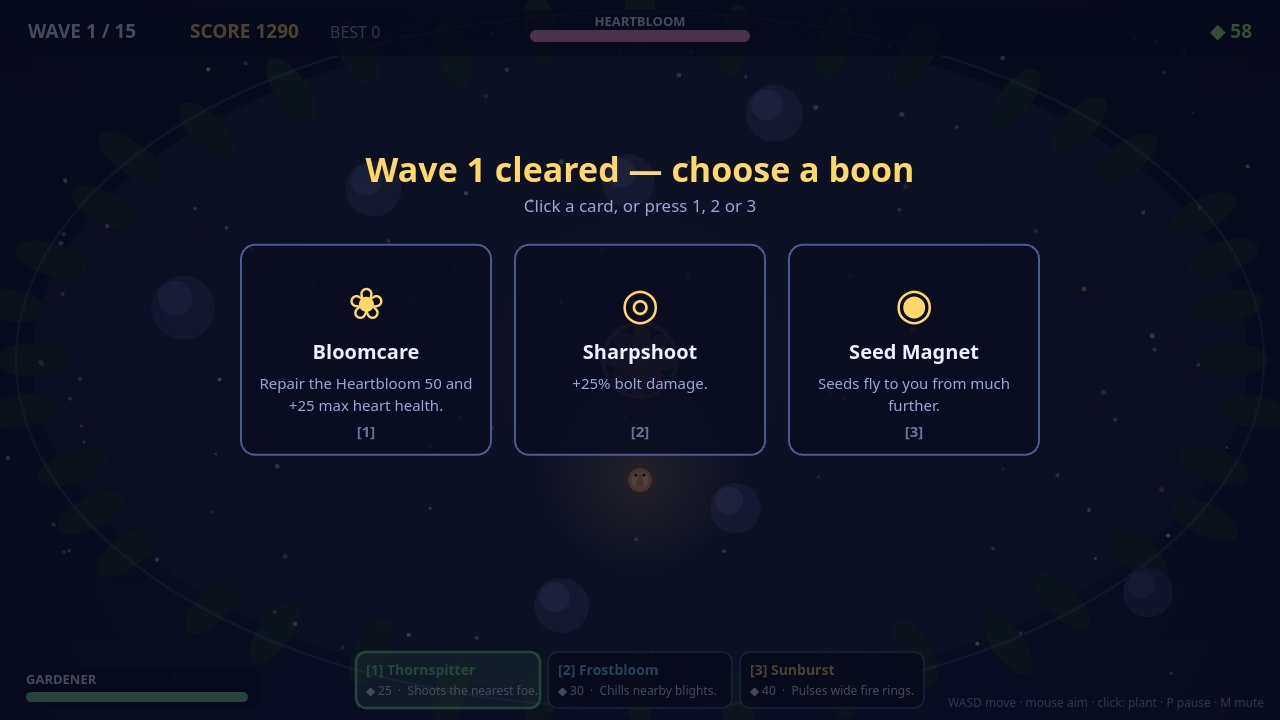 WAVE 1 / 15
SCORE 1290
BEST 0
HEARTBLOOM
◆ 58
Wave 1 cleared — choose a boon
Click a card, or press 1, 2 or 3
Bloomcare
Repair the Heartbloom 50 and
+25 max heart health.
[1]
Sharpshoot
+25% bolt damage.
[2]
Seed Magnet
Seeds fly to you from much
further.
[3]
GARDENER
[1] Thornspitter
◆ 25 · Shoots the nearest foe.
[2] Frostbloom
◆ 30 · Chills nearby blights.
[3] Sunburst
◆ 40 · Pulses wide fire rings.
WASD move · mouse aim · click: plant · P pause · M mute